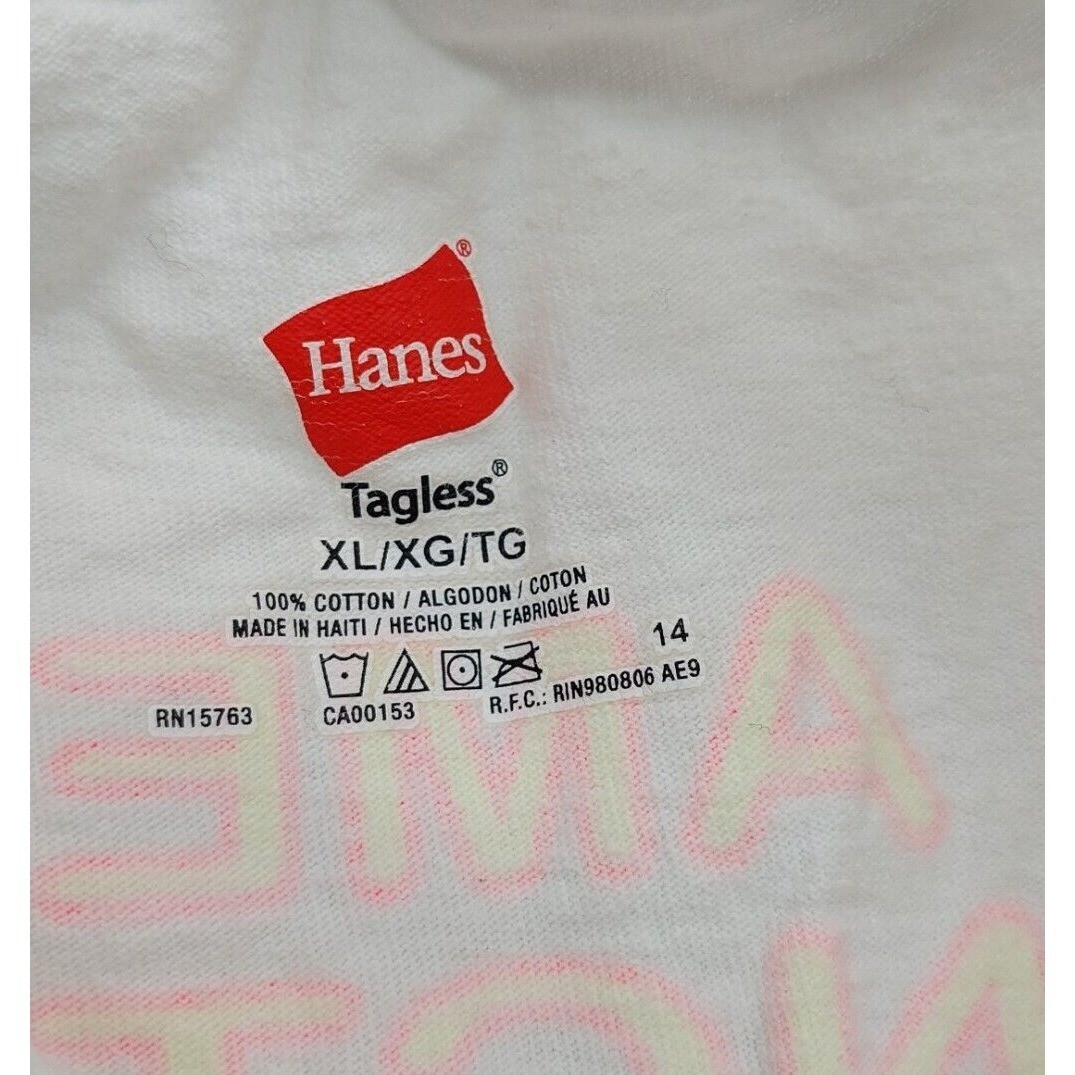 Hanes®
Tagless®
XL/XG/TG
100% COTTON / ALGODON / COTON
MADE IN HAITI / HECHO EN / FABRIQUÉ AU
14
RN15763
CA00153
R.F.C.: RIN980806 AE9